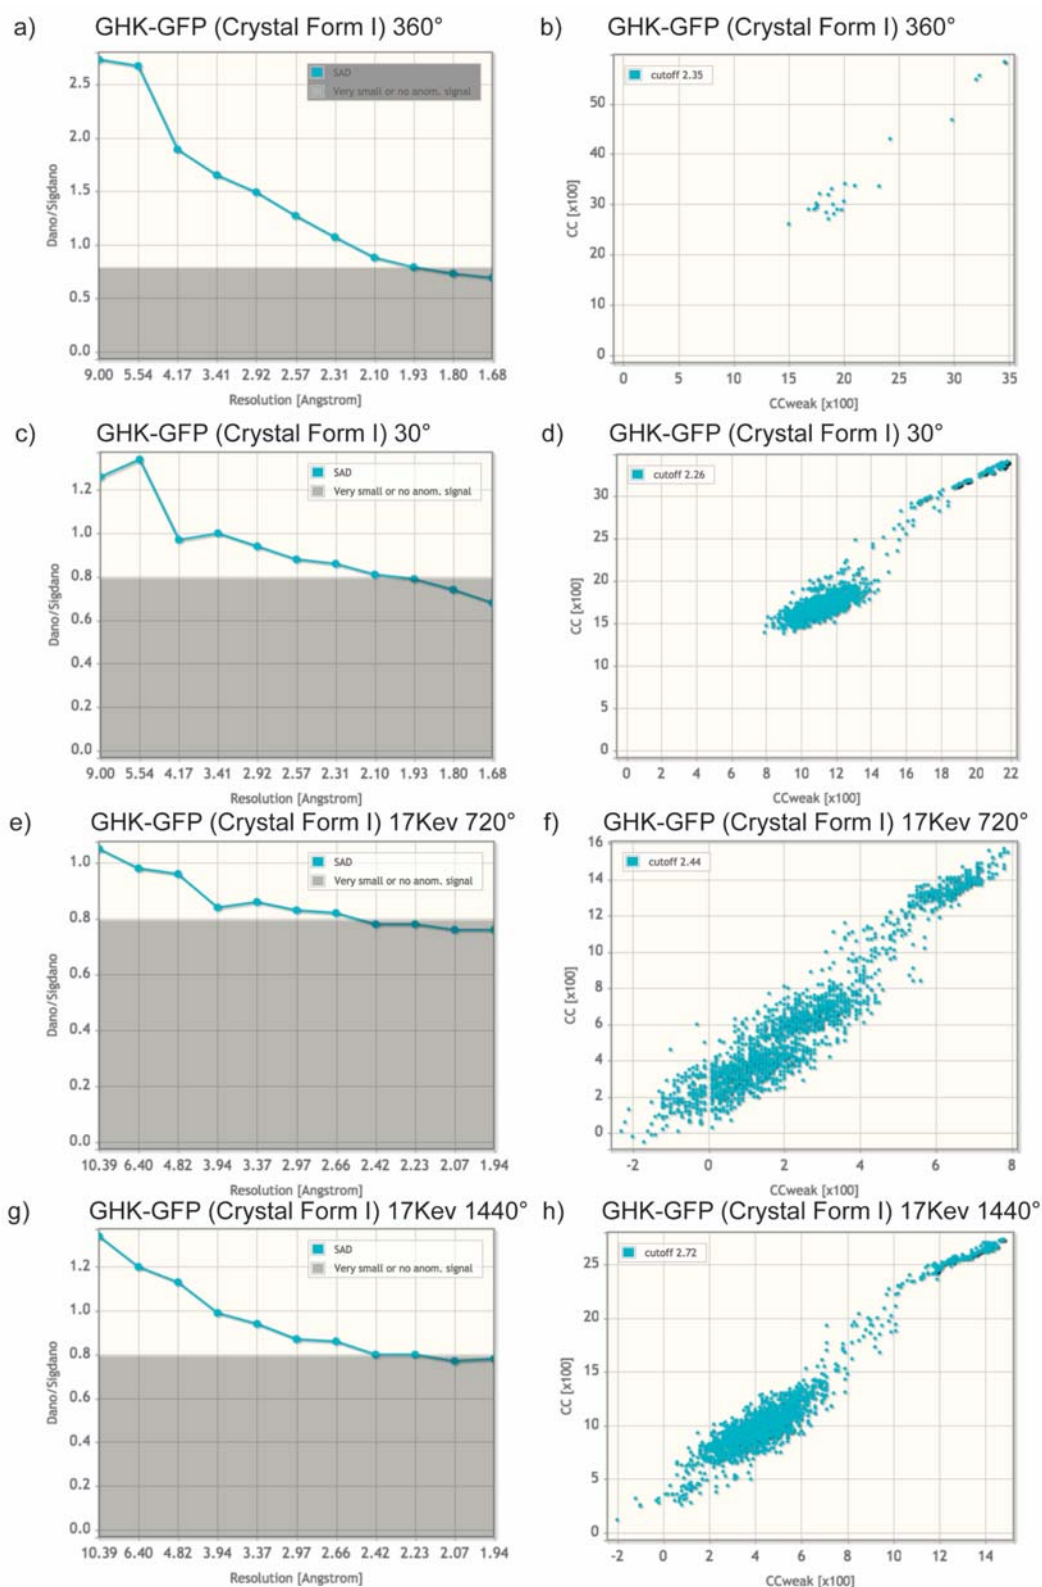 a) GHK-GFP (Crystal Form I) 360°
SAD
Very small or no anom. signal
Dano/Sigdano
2.5
2.0
1.5
1.0
0.5
0.0
9.00 5.54 4.17 3.41 2.92 2.57 2.31 2.10 1.93 1.80 1.68
Resolution [Angstrom]
b) GHK-GFP (Crystal Form I) 360°
cutoff 2.35
CC [x100]
50
40
30
20
10
0
0 5 10 15 20 25 30 35
CCweak [x100]
c) GHK-GFP (Crystal Form I) 30°
SAD
Very small or no anom. signal
Dano/Sigdano
1.2
1.0
0.8
0.6
0.4
0.2
0.0
9.00 5.54 4.17 3.41 2.92 2.57 2.31 2.10 1.93 1.80 1.68
Resolution [Angstrom]
d) GHK-GFP (Crystal Form I) 30°
cutoff 2.26
CC [x100]
30
25
20
15
10
5
0
0 2 4 6 8 10 12 14 16 18 20 22
CCweak [x100]
e) GHK-GFP (Crystal Form I) 17Kev 720°
SAD
Very small or no anom. signal
Dano/Sigdano
1.0
0.8
0.6
0.4
0.2
0.0
10.39 6.40 4.82 3.94 3.37 2.97 2.66 2.42 2.23 2.07 1.94
Resolution [Angstrom]
f) GHK-GFP (Crystal Form I) 17Kev 720°
cutoff 2.44
CC [x100]
16
14
12
10
8
6
4
2
0
-2 0 2 4 6 8
CCweak [x100]
g) GHK-GFP (Crystal Form I) 17Kev 1440°
SAD
Very small or no anom. signal
Dano/Sigdano
1.2
1.0
0.8
0.6
0.4
0.2
0.0
10.39 6.40 4.82 3.94 3.37 2.97 2.66 2.42 2.23 2.07 1.94
Resolution [Angstrom]
h) GHK-GFP (Crystal Form I) 17Kev 1440°
cutoff 2.72
CC [x100]
25
20
15
10
5
0
-2 0 2 4 6 8 10 12 14
CCweak [x100]